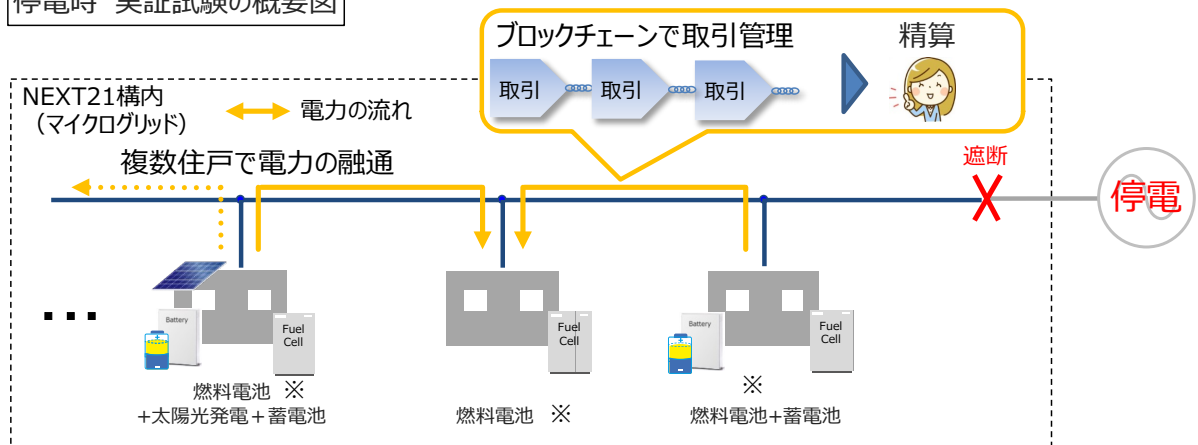 停電時 実証試験の概要図
ブロックチェーンで取引管理
精算
取引
取引
取引
NEXT21構内
(マイクログリッド)
電力の流れ
複数住戸で電力の融通
遮断
停電
...
Battery
Fuel
Cell
Fuel
Cell
Battery
Fuel
Cell
燃料電池 ※
+太陽光発電+蓄電池
燃料電池 ※
※
燃料電池+蓄電池